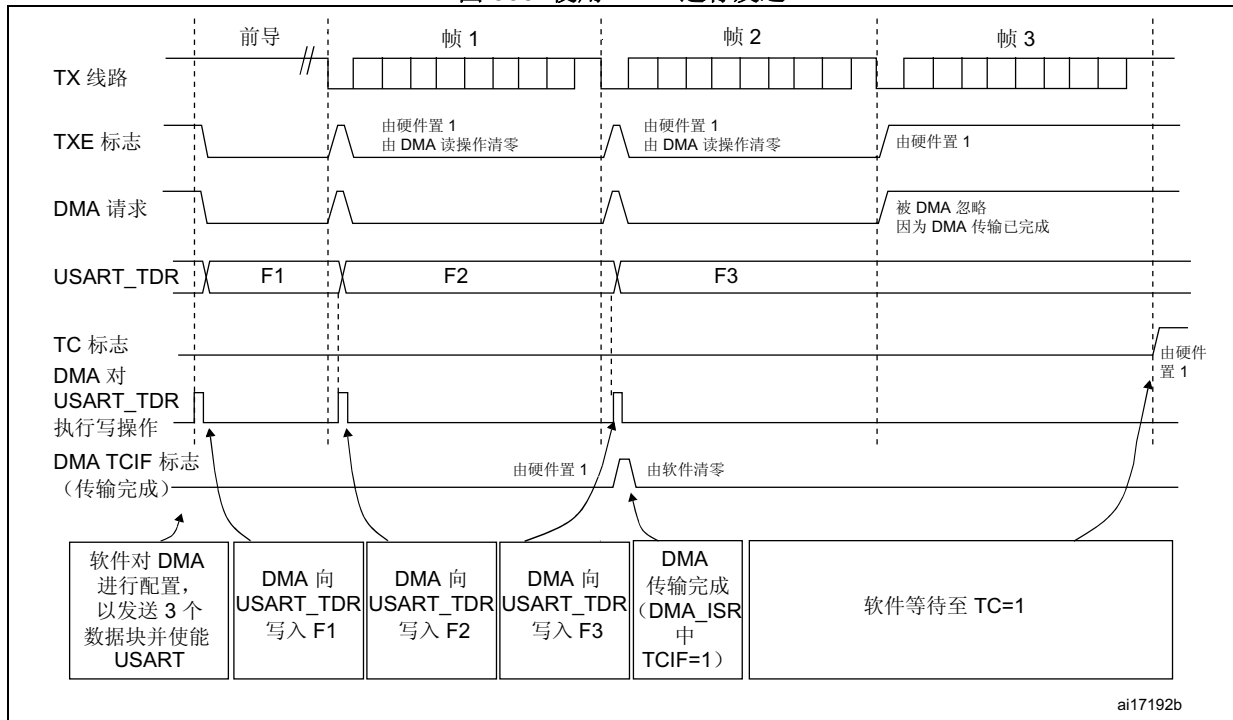 前导
帧 1
帧 2
帧 3
TX 线路
TXE 标志
由硬件置 1
由 DMA 读操作清零
由硬件置 1
由 DMA 读操作清零
由硬件置 1
DMA 请求
被 DMA 忽略
因为 DMA 传输已完成
USART_TDR
F1
F2
F3
TC 标志
由硬件
置 1
DMA 对
USART_TDR
执行写操作
DMA TCIF 标志
（传输完成）
由硬件置 1
由软件清零
软件对 DMA
进行配置，
以发送 3 个
数据块并使能
USART
DMA 向
USART_TDR
写入 F1
DMA 向
USART_TDR
写入 F2
DMA 向
USART_TDR
写入 F3
DMA
传输完成
（DMA_ISR
中
TCIF=1）
软件等待至 TC=1
ai17192b